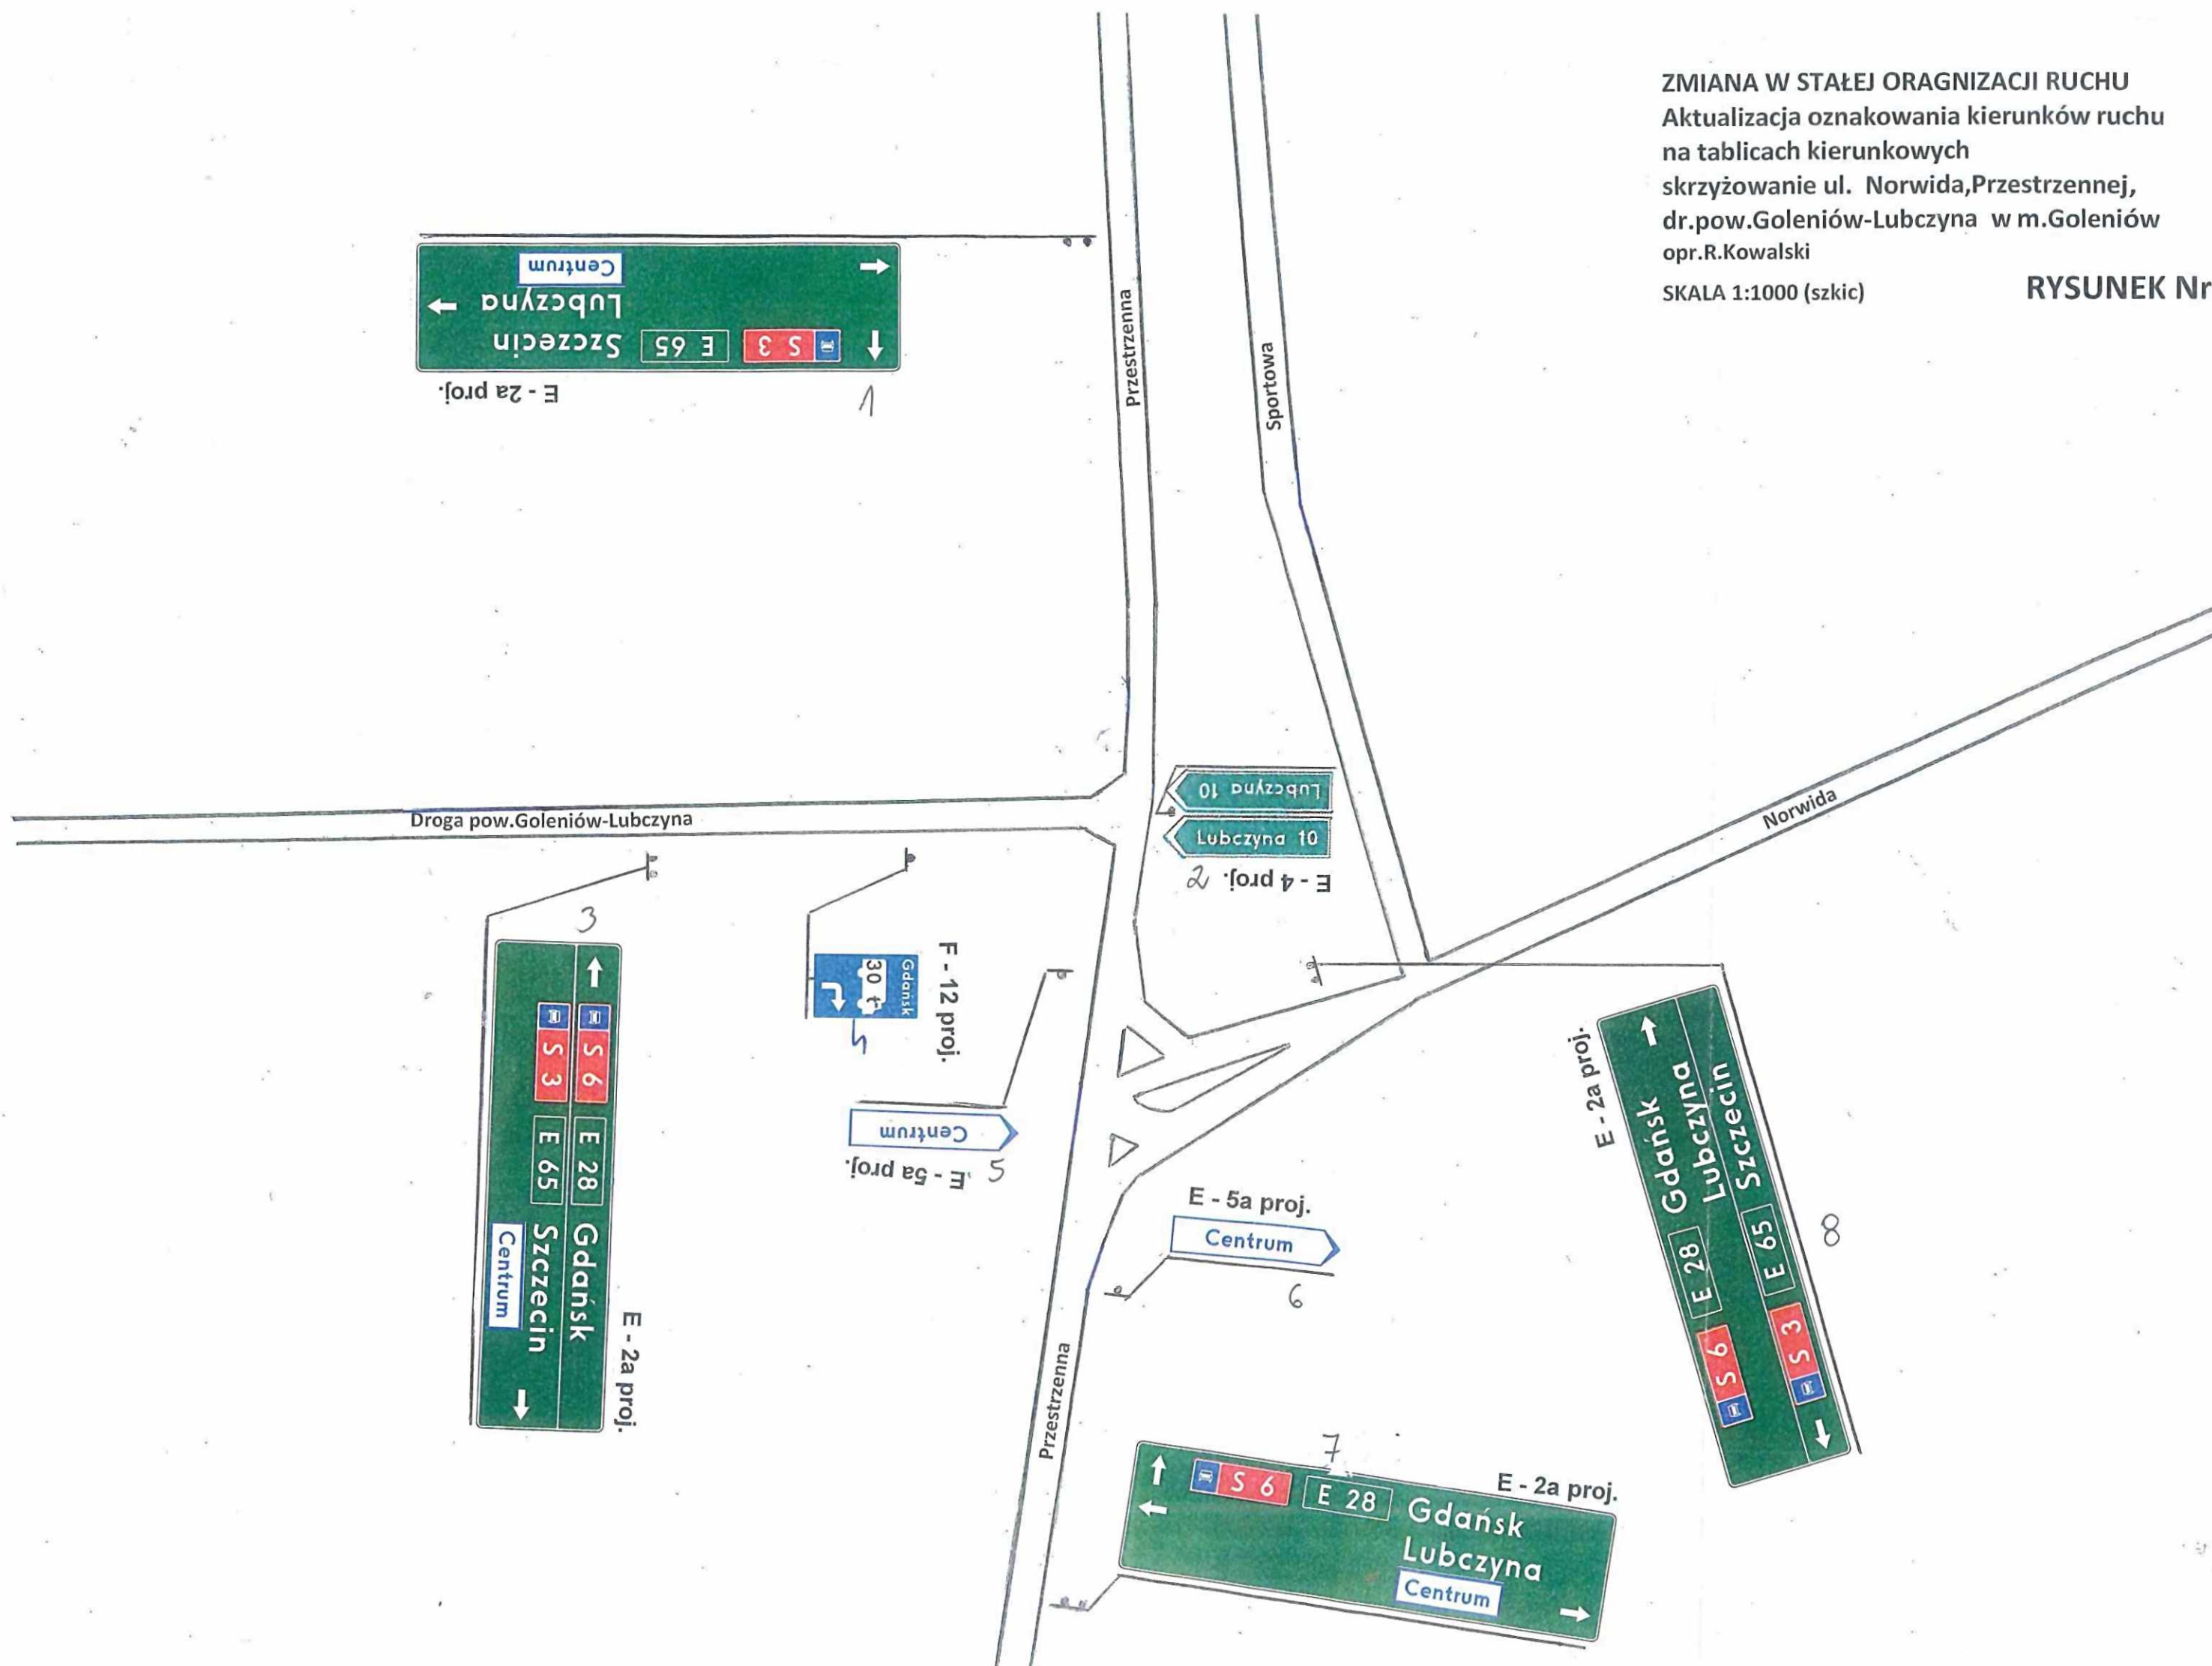 ZMIANA W STAŁEJ ORAGNIZACJI RUCHU
Aktualizacja oznakowania kierunków ruchu
na tablicach kierunkowych
skrzyżowanie ul. Norwida,Przestrzennej,
dr.pow.Goleniów-Lubczyna w m.Goleniów
opr.R.Kowalski
SKALA 1:1000 (szkic)
RYSUNEK Nr
Przestrzenna
Sportowa
S 3 E 65 Szczecin
Lubczyna
Centrum
E - 2a proj.
1
Lubczyna 10
Lubczyna 10
E - 4 proj.
2
Norwida
Droga pow.Goleniów-Lubczyna
3
S 6 E 28 Gdańsk
S 3 E 65 Szczecin
Centrum
E - 2a proj.
F - 12 proj.
Gdańsk
30 t
4
Centrum
E - 5a proj.
5
E - 5a proj.
Centrum
6
Przestrzenna
7
E - 2a proj.
S 6 E 28 Gdańsk
Lubczyna
Centrum
E - 2a proj.
S 6 E 28 Gdańsk
Lubczyna
S 3 E 65 Szczecin
8